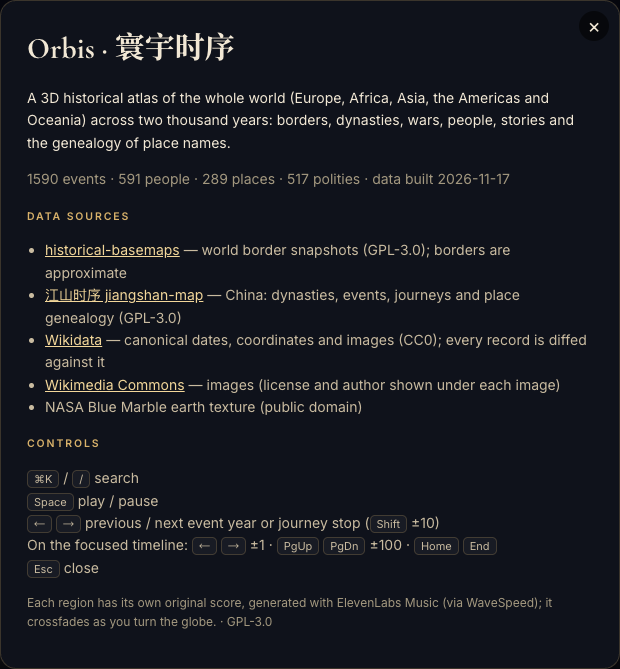 ×
Orbis · 寰宇时序
A 3D historical atlas of the whole world (Europe, Africa, Asia, the Americas and
Oceania) across two thousand years: borders, dynasties, wars, people, stories and
the genealogy of place names.
1590 events · 591 people · 289 places · 517 polities · data built 2026-11-17
DATA SOURCES
• historical-basemaps — world border snapshots (GPL-3.0); borders are
approximate
• 江山时序 jiangshan-map — China: dynasties, events, journeys and place
genealogy (GPL-3.0)
• Wikidata — canonical dates, coordinates and images (CC0); every record is diffed
against it
• Wikimedia Commons — images (license and author shown under each image)
• NASA Blue Marble earth texture (public domain)
CONTROLS
⌘K / / search
Space play / pause
← → previous / next event year or journey stop (Shift ±10)
On the focused timeline: ← → ±1 · PgUp PgDn ±100 · Home End
Esc close
Each region has its own original score, generated with ElevenLabs Music (via WaveSpeed); it
crossfades as you turn the globe. · GPL-3.0